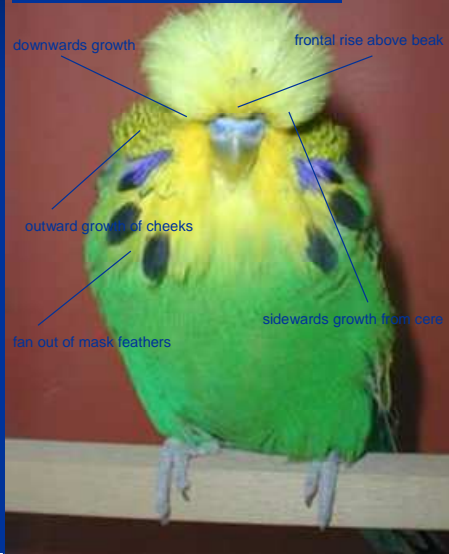 frontal rise above beak
downwards growth
outward growth of cheeks
sidewards growth from cere
fan out of mask feathers